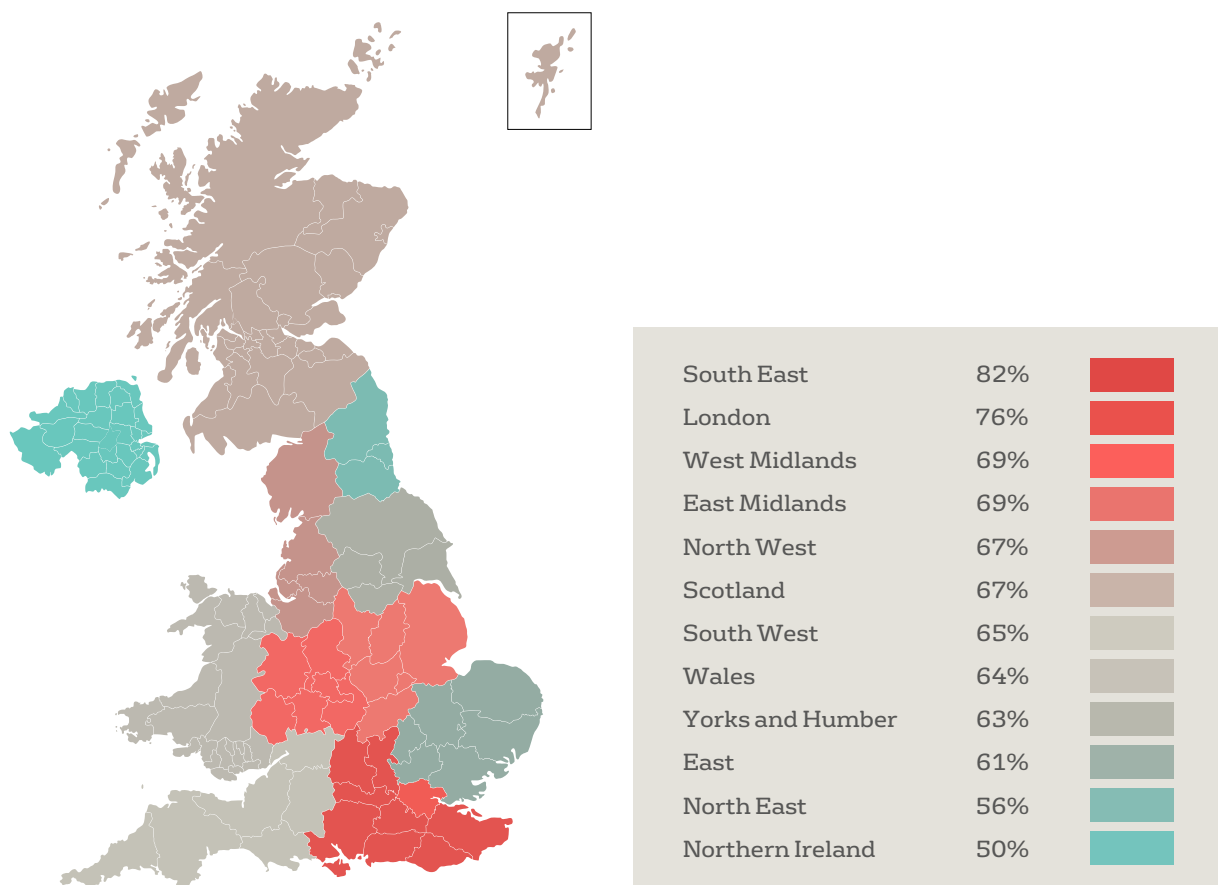 South East 82%
London 76%
West Midlands 69%
East Midlands 69%
North West 67%
Scotland 67%
South West 65%
Wales 64%
Yorks and Humber 63%
East 61%
North East 56%
Northern Ireland 50%